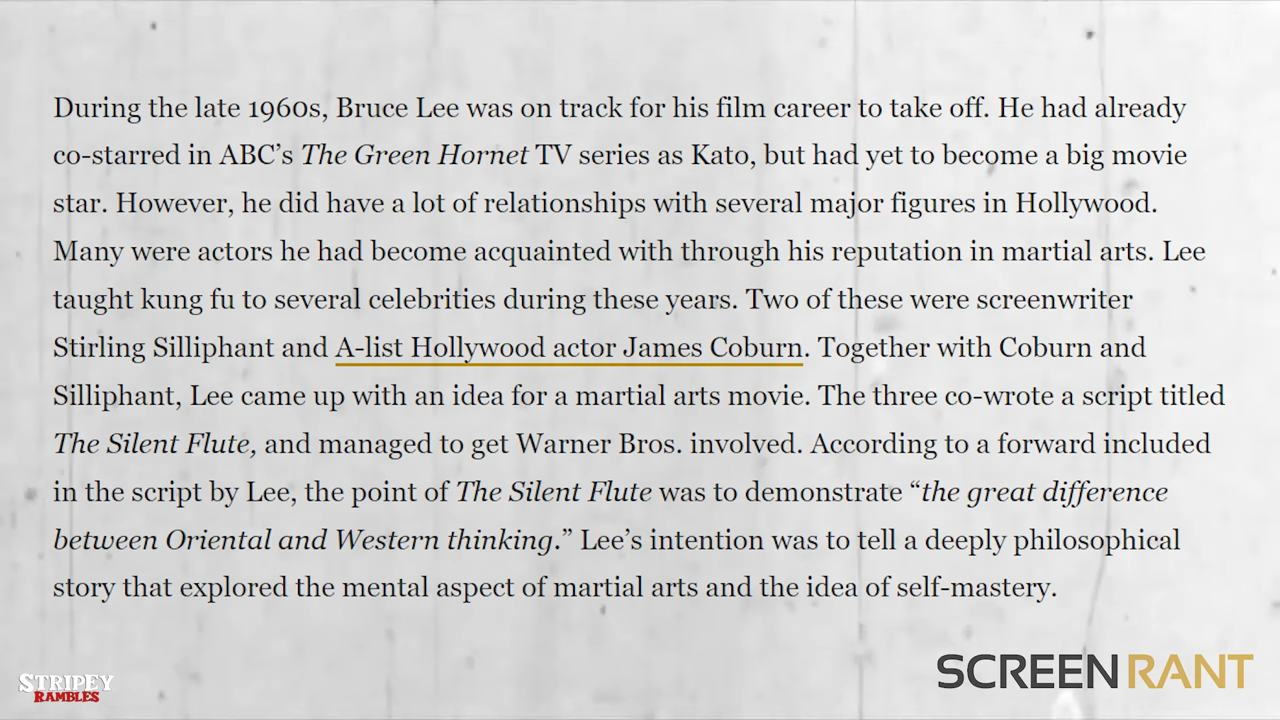 During the late 1960s, Bruce Lee was on track for his film career to take off. He had already
co-starred in ABC’s The Green Hornet TV series as Kato, but had yet to become a big movie
star. However, he did have a lot of relationships with several major figures in Hollywood.
Many were actors he had become acquainted with through his reputation in martial arts. Lee
taught kung fu to several celebrities during these years. Two of these were screenwriter
Stirling Silliphant and A-list Hollywood actor James Coburn. Together with Coburn and
Silliphant, Lee came up with an idea for a martial arts movie. The three co-wrote a script titled
The Silent Flute, and managed to get Warner Bros. involved. According to a forward included
in the script by Lee, the point of The Silent Flute was to demonstrate “the great difference
between Oriental and Western thinking.” Lee’s intention was to tell a deeply philosophical
story that explored the mental aspect of martial arts and the idea of self-mastery.
STRIPEY
RAMBLES
SCREENRANT